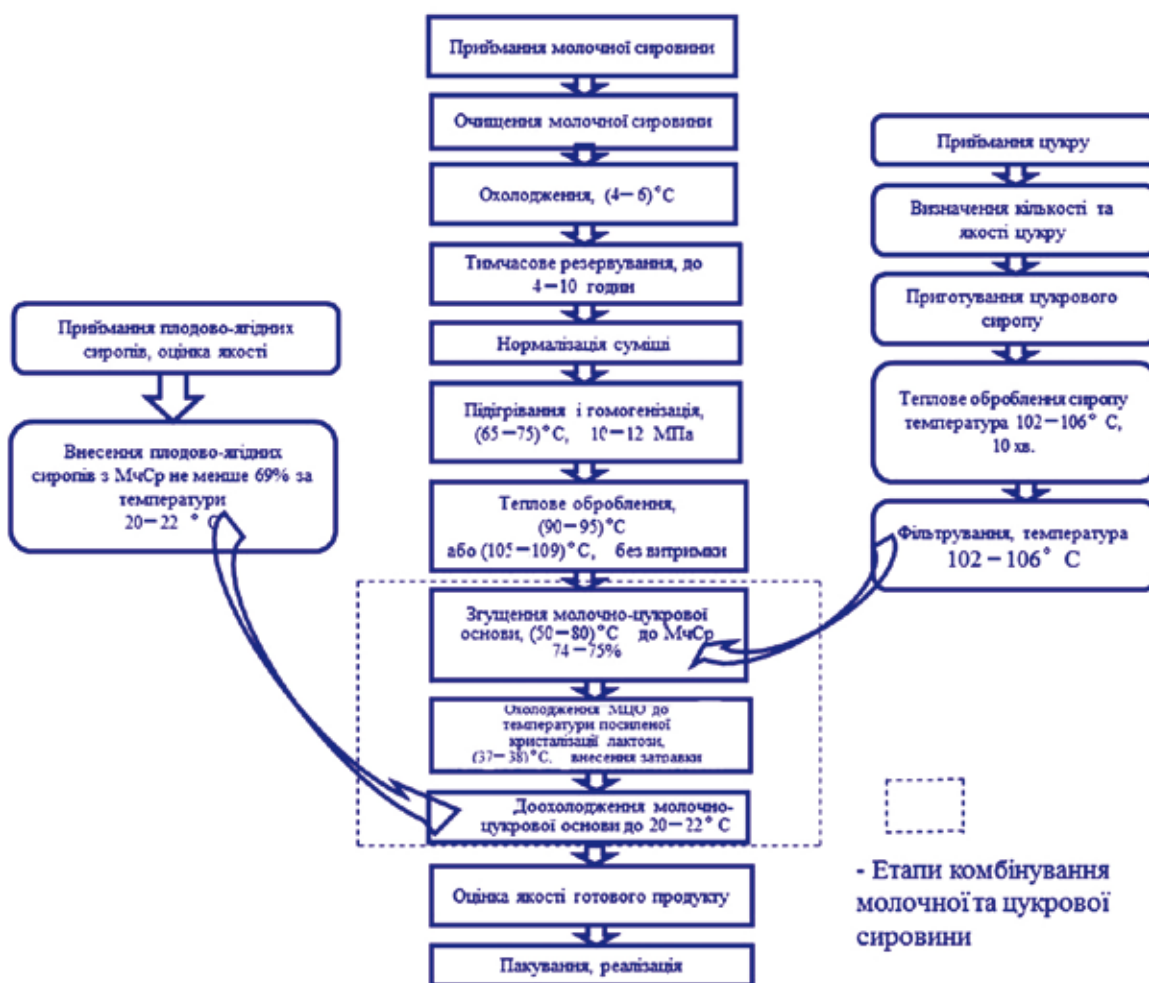 Приймання молочної сировини
Очищення молочної сировини
Охолодження, (4−6)°С
Тимчасове резервування, до
4−10 годин
Нормалізація суміші
Підігрівання і гомогенізація,
(65−75)°С, 10−12 МПа
Теплове оброблення,
(90−95)°С
або (105−109)°С, без витримки
Згущення молочно-цукрової
основи, (50−80)°С до МчСр
74−75%
Охолодження МЦО до
температури посиленої
кристалізації лактози,
(37−38)°С, внесення затравки
Доохолодження молочно-
цукрової основи до 20−22°С
Оцінка якості готового продукту
Пакування, реалізація
Приймання плодово-ягідних
сиропів, оцінка якості
Внесення плодово-ягідних
сиропів з МчСр не менше 69% за
температури
20−22 °С
Приймання цукру
Визначення кількості та
якості цукру
Приготування цукрового
сиропу
Теплове оброблення сиропу
температура 102−106° С,
10 хв.
Фільтрування, температура
102−106° С
- Етапи комбінування
молочної та цукрової
сировини